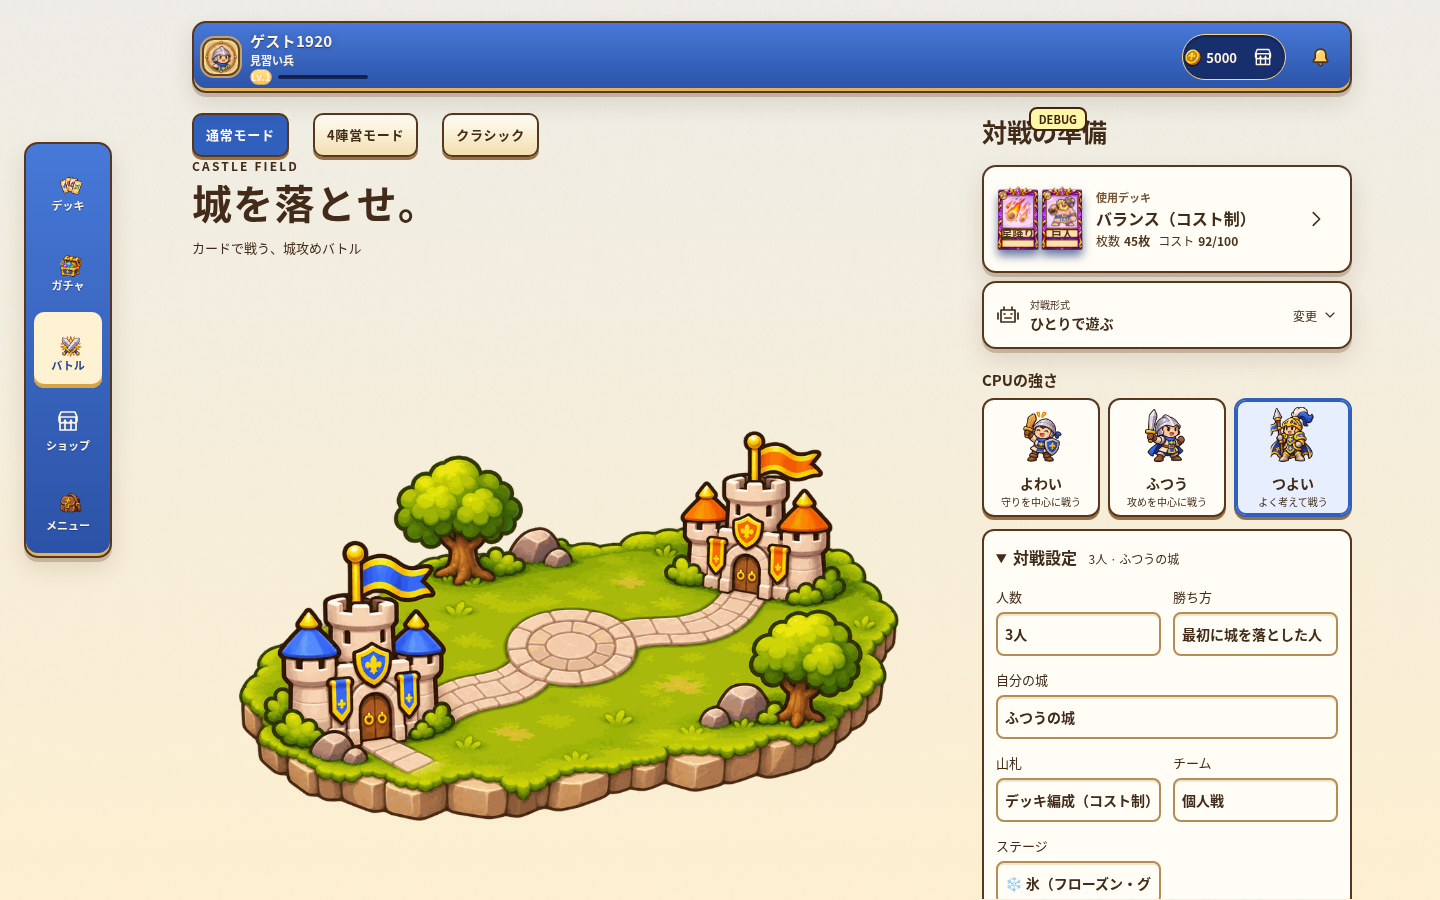 ゲスト1920
見習い兵
Lv.1
5000
デッキ
ガチャ
バトル
ショップ
メニュー
通常モード
4陣営モード
クラシック
CASTLE FIELD
城を落とせ。
カードで戦う、城攻めバトル
DEBUG
対戦の準備
星降り
巨人
使用デッキ
バランス（コスト制）
枚数 45枚 コスト 92/100
対戦形式
ひとりで遊ぶ
変更
CPUの強さ
よわい
守りを中心に戦う
ふつう
攻めを中心に戦う
つよい
よく考えて戦う
▼ 対戦設定 3人 · ふつうの城
人数
3人
勝ち方
最初に城を落とした人
自分の城
ふつうの城
山札
デッキ編成（コスト制）
チーム
個人戦
ステージ
氷（フローズン・グ